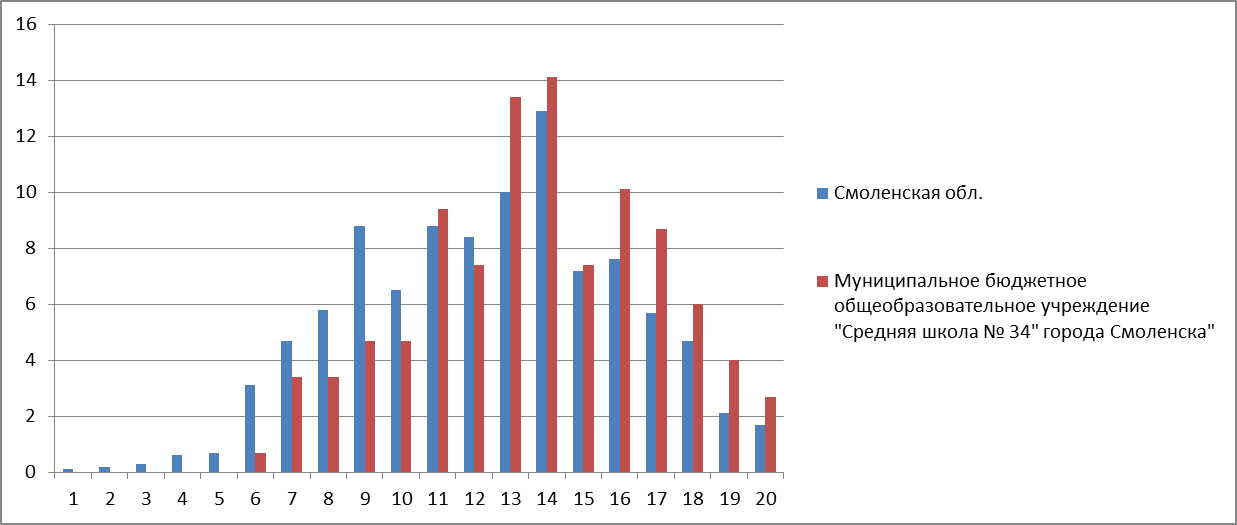 16
14
12
10
8
6
4
2
0
1 2 3 4 5 6 7 8 9 10 11 12 13 14 15 16 17 18 19 20
Смоленская обл.
Муниципальное бюджетное
общеобразовательное учреждение
"Средняя школа № 34" города Смоленска"